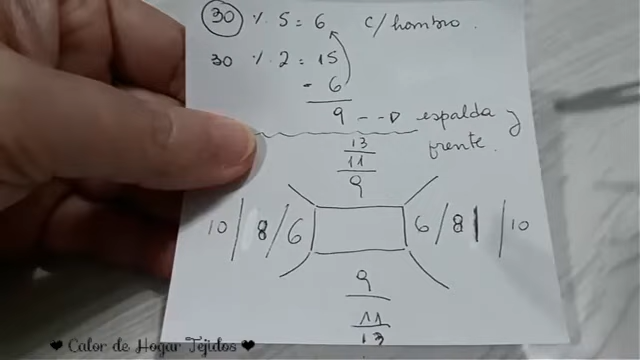 30 % 5 = 6 c/hombro.
30 % 2 = 15
- 6
9 --> espalda y
frente.
13
11
9
10 / 8 / 6
6 / 8 | | 10
9
11
13
♥ Calor de Hogar Tejidos ♥